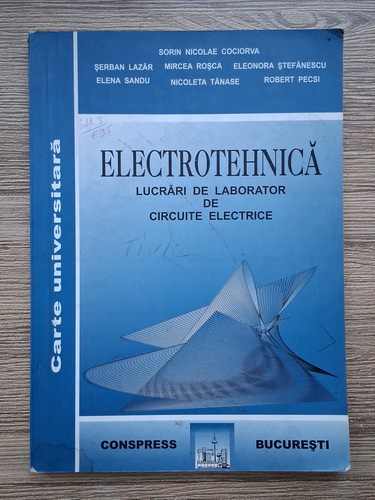 SORIN NICOLAE COCIORVA
ŞERBAN LAZĂR MIRCEA ROŞCA ELEONORA ŞTEFĂNESCU
ELENA SANDU NICOLETA TĂNASE ROBERT PECSI
ELECTROTEHNICĂ
LUCRĂRI DE LABORATOR
DE
CIRCUITE ELECTRICE
Carte universitară
CONSPRESS BUCUREŞTI